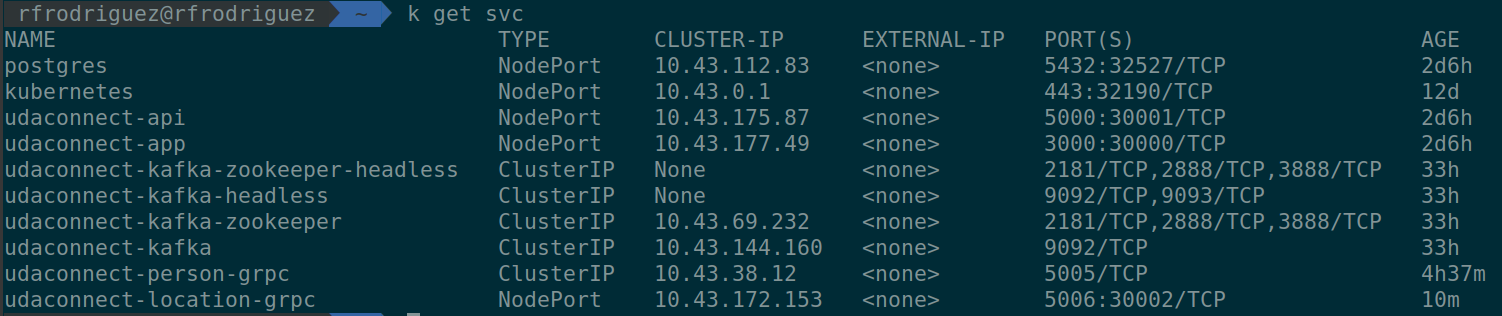 rfrodriguez@rfrodriguez ~ k get svc
NAME TYPE CLUSTER-IP EXTERNAL-IP PORT(S) AGE
postgres NodePort 10.43.112.83 <none> 5432:32527/TCP 2d6h
kubernetes NodePort 10.43.0.1 <none> 443:32190/TCP 12d
udaconnect-api NodePort 10.43.175.87 <none> 5000:30001/TCP 2d6h
udaconnect-app NodePort 10.43.177.49 <none> 3000:30000/TCP 2d6h
udaconnect-kafka-zookeeper-headless ClusterIP None <none> 2181/TCP,2888/TCP,3888/TCP 33h
udaconnect-kafka-headless ClusterIP None <none> 9092/TCP,9093/TCP 33h
udaconnect-kafka-zookeeper ClusterIP 10.43.69.232 <none> 2181/TCP,2888/TCP,3888/TCP 33h
udaconnect-kafka ClusterIP 10.43.144.160 <none> 9092/TCP 33h
udaconnect-person-grpc ClusterIP 10.43.38.12 <none> 5005/TCP 4h37m
udaconnect-location-grpc NodePort 10.43.172.153 <none> 5006:30002/TCP 10m